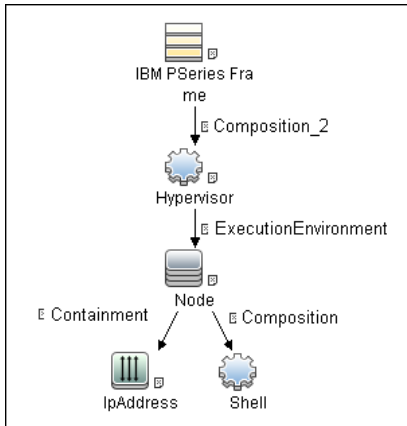 IBM PSeries Fra
me
Composition_2
Hypervisor
ExecutionEnvironment
Node
Containment
Composition
IpAddress
Shell